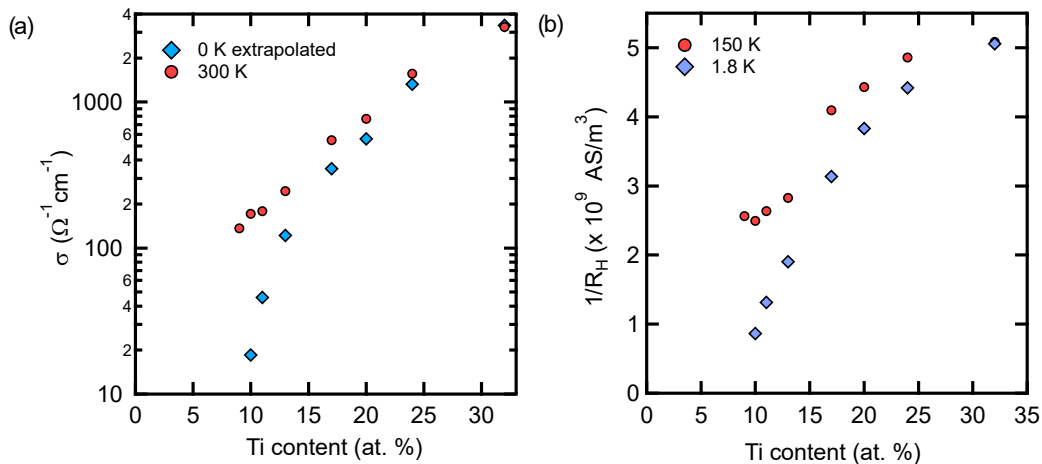 (a)
0 K extrapolated
300 K
4
2
1000
6
4
2
100
6
4
2
10
0 5 10 15 20 25 30
σ (Ω⁻¹ cm⁻¹)
Ti content (at. %)
(b)
150 K
1.8 K
5
4
3
2
1
0
0 5 10 15 20 25 30 35
1/R_H (x 10⁹ AS/m³)
Ti content (at. %)